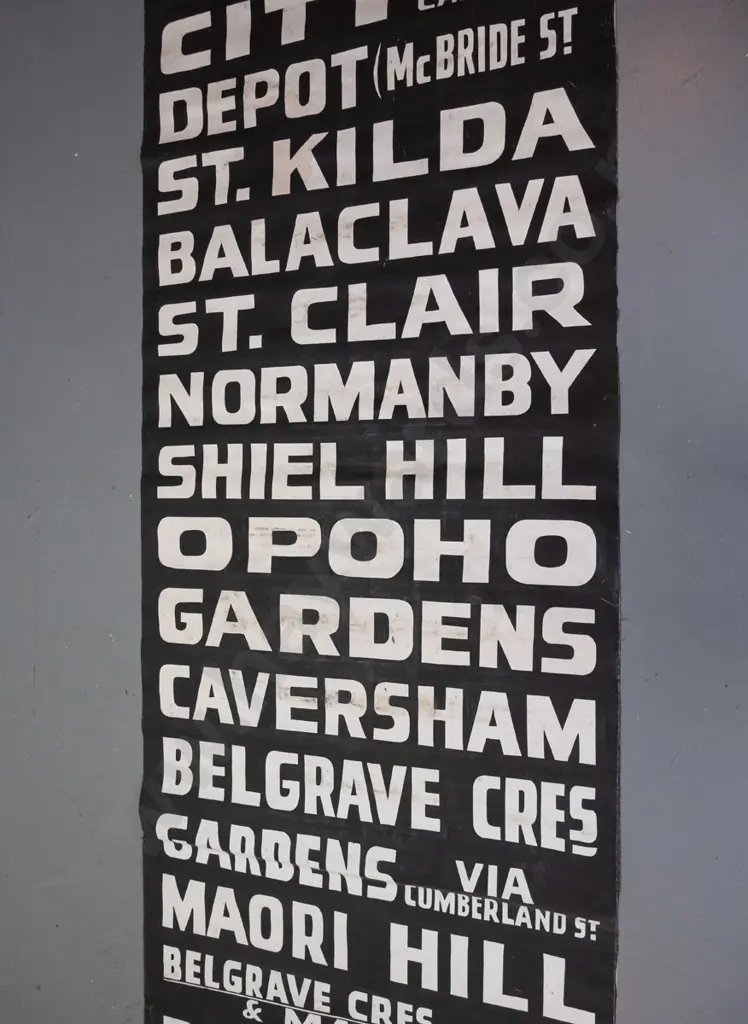 CITY
DEPOT (McBRIDE ST
ST. KILDA
BALACLAVA
ST. CLAIR
NORMANBY
SHIEL HILL
OPOHO
GARDENS
CAVERSHAM
BELGRAVE CRES
GARDENS VIA
CUMBERLAND ST
MAORI HILL
BELGRAVE CRES
&